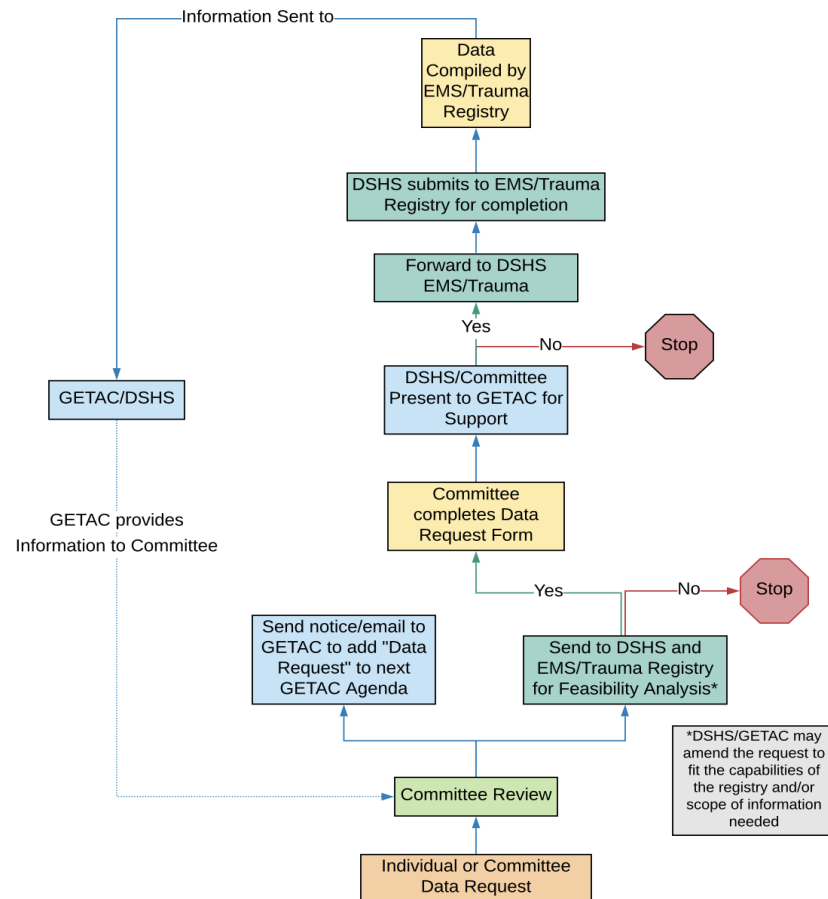 Information Sent to
Data
Compiled by
EMS/Trauma
Registry
DSHS submits to EMS/Trauma
Registry for completion
Forward to DSHS
EMS/Trauma
Yes
No
Stop
DSHS/Committee
Present to GETAC for
Support
GETAC/DSHS
Committee
completes Data
Request Form
GETAC provides
Information to Committee
Yes
No
Stop
Send notice/email to
GETAC to add "Data
Request" to next
GETAC Agenda
Send to DSHS and
EMS/Trauma Registry
for Feasibility Analysis*
*DSHS/GETAC may
amend the request to
fit the capabilities of
the registry and/or
scope of information
needed
Committee Review
Individual or Committee
Data Request